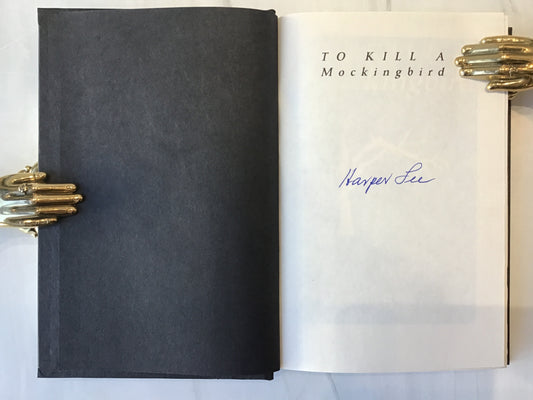 TO KILL A
Mockingbird
Harper Lee